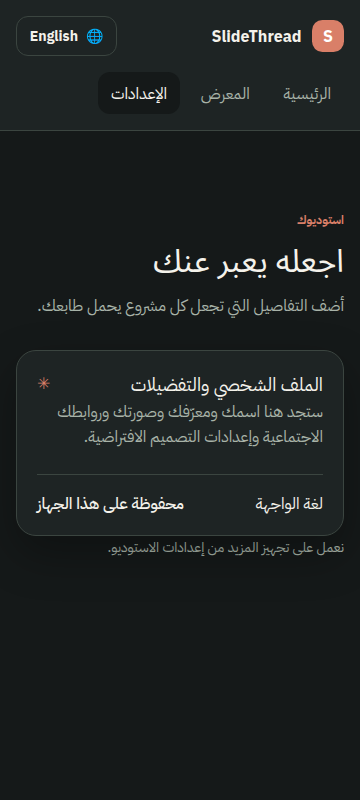 S SlideThread
English
الرئيسية
المعرض
الإعدادات
استوديوك
اجعله يعبر عنك
أضف التفاصيل التي تجعل كل مشروع يحمل طابعك.
الملف الشخصي والتفضيلات
ستجد هنا اسمك ومعرّفك وصورتك وروابطك
الاجتماعية وإعدادات التصميم الافتراضية.
لغة الواجهة
محفوظة على هذا الجهاز
نعمل على تجهيز المزيد من إعدادات الاستوديو.